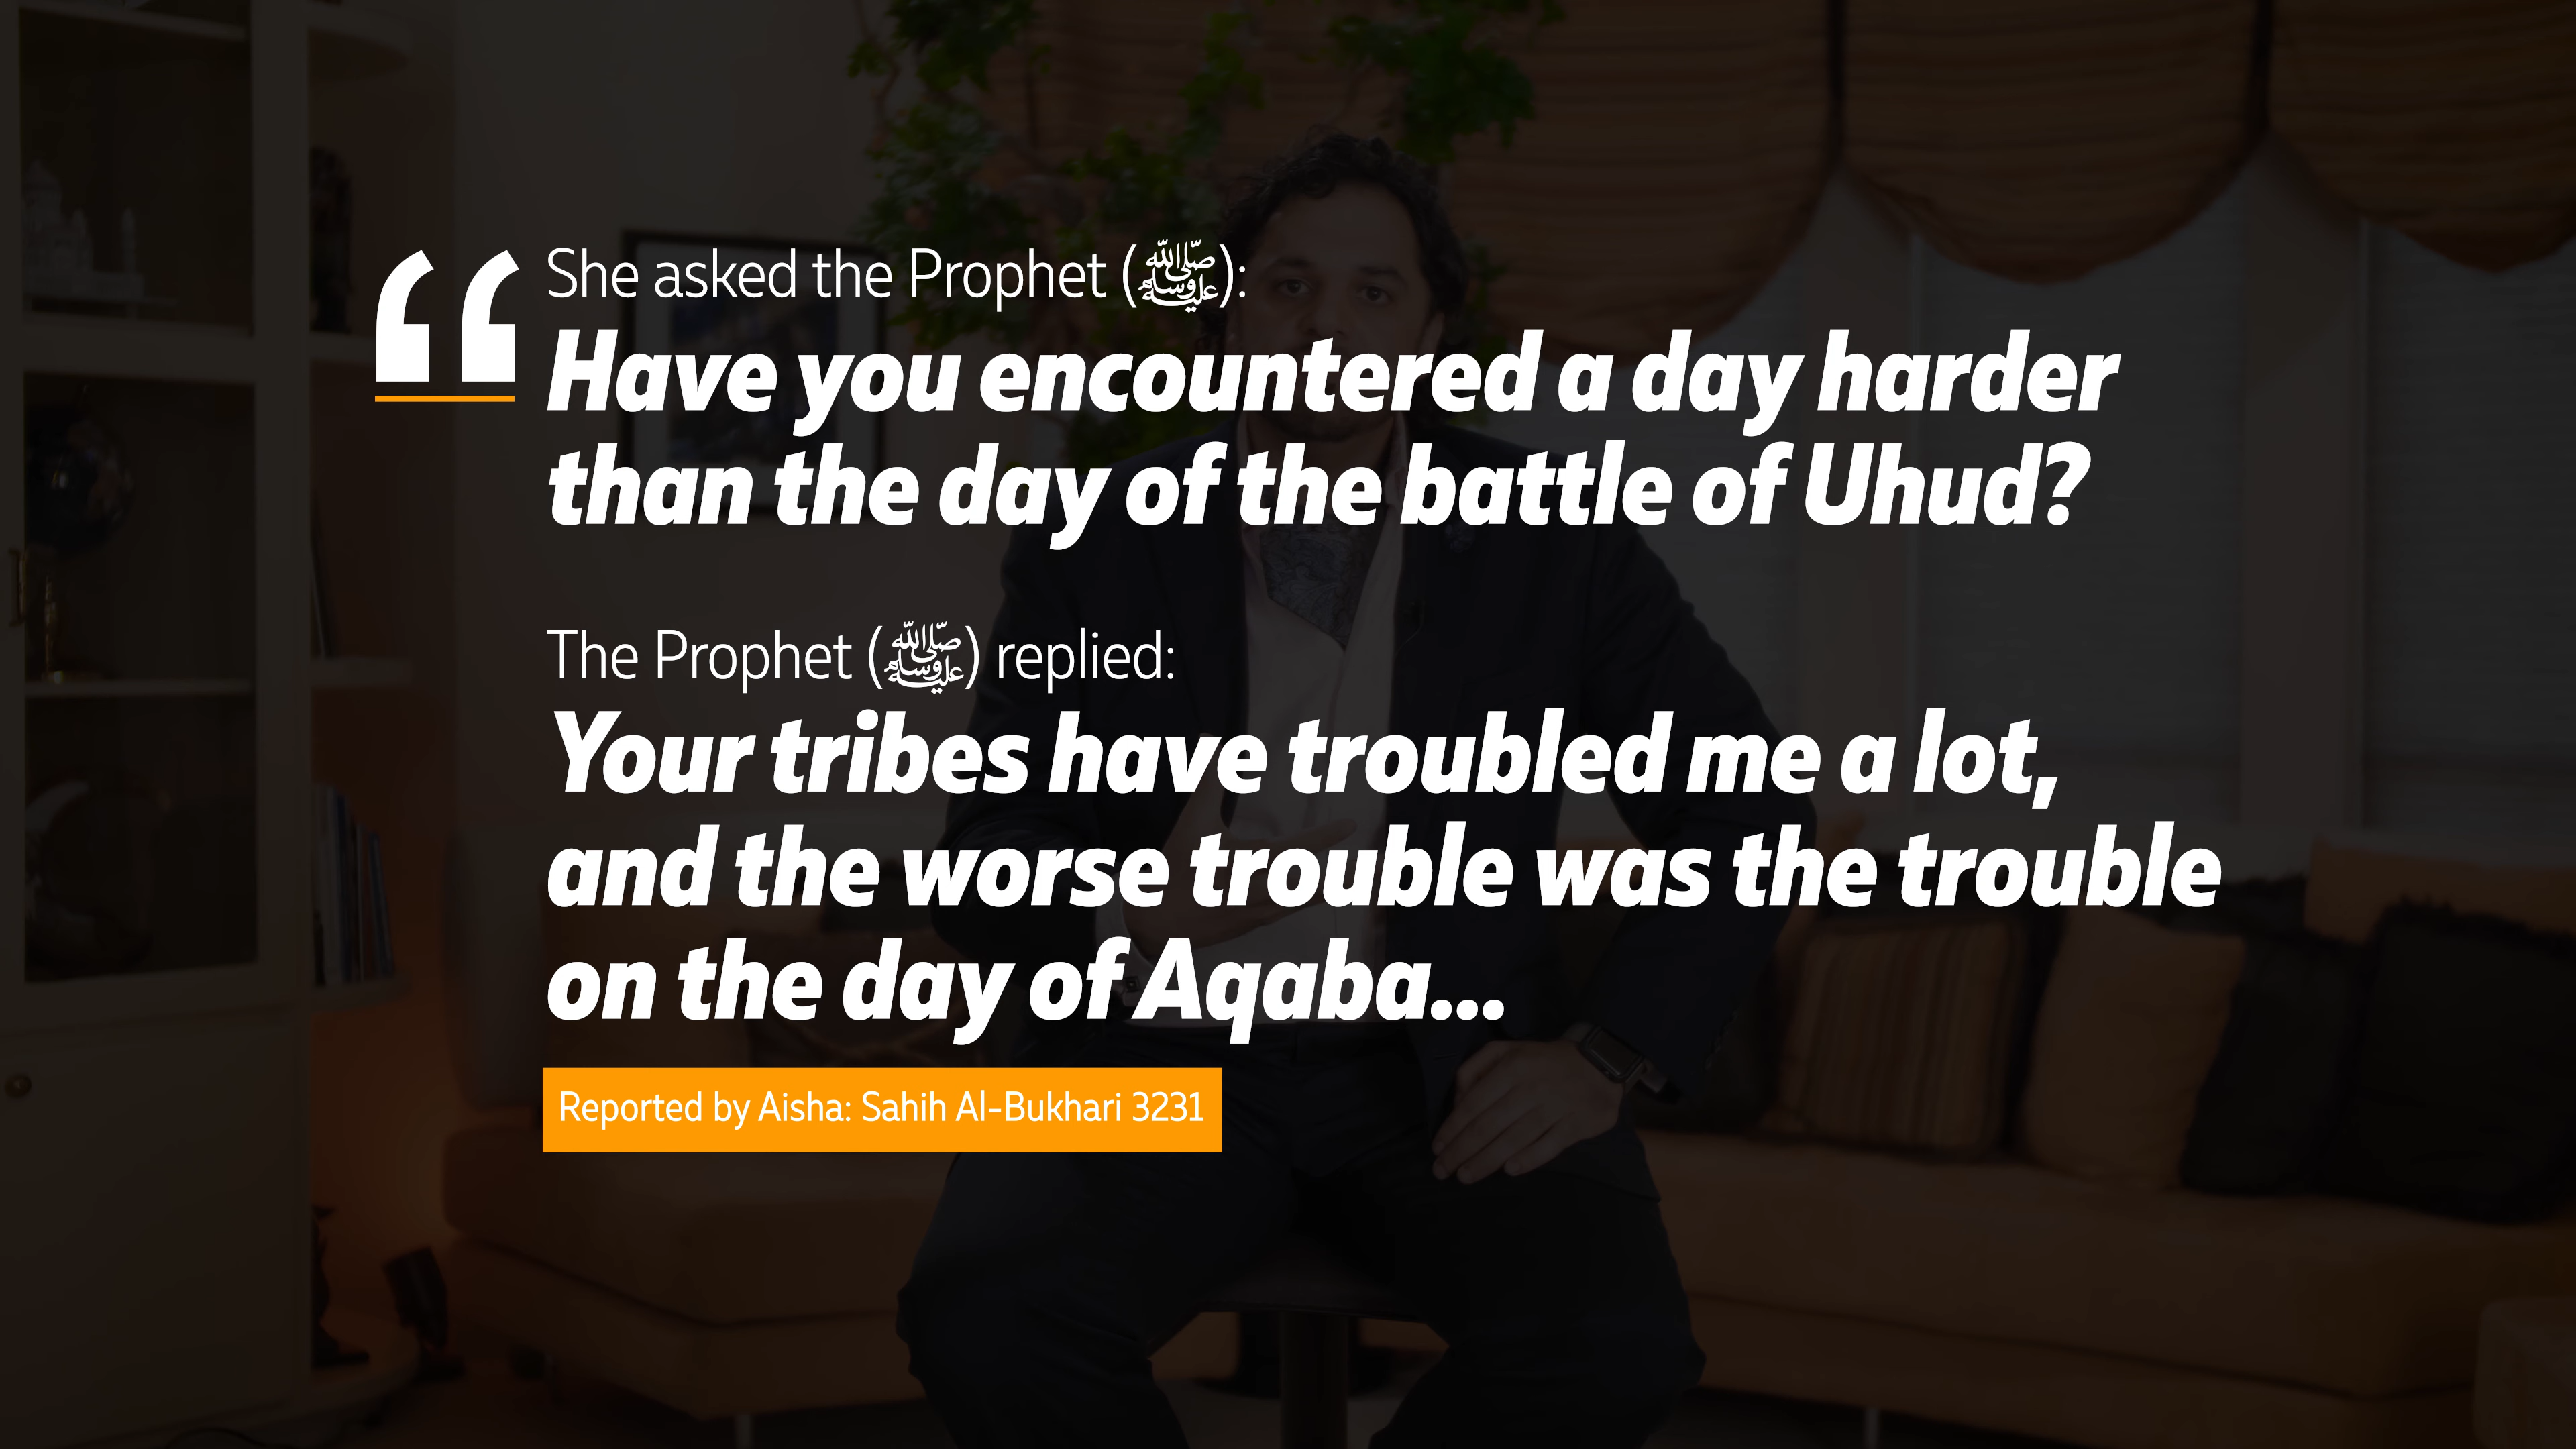 “
She asked the Prophet (ﷺ):
Have you encountered a day harder
than the day of the battle of Uhud?
The Prophet (ﷺ) replied:
Your tribes have troubled me a lot,
and the worse trouble was the trouble
on the day of Aqaba...
Reported by Aisha: Sahih Al-Bukhari 3231